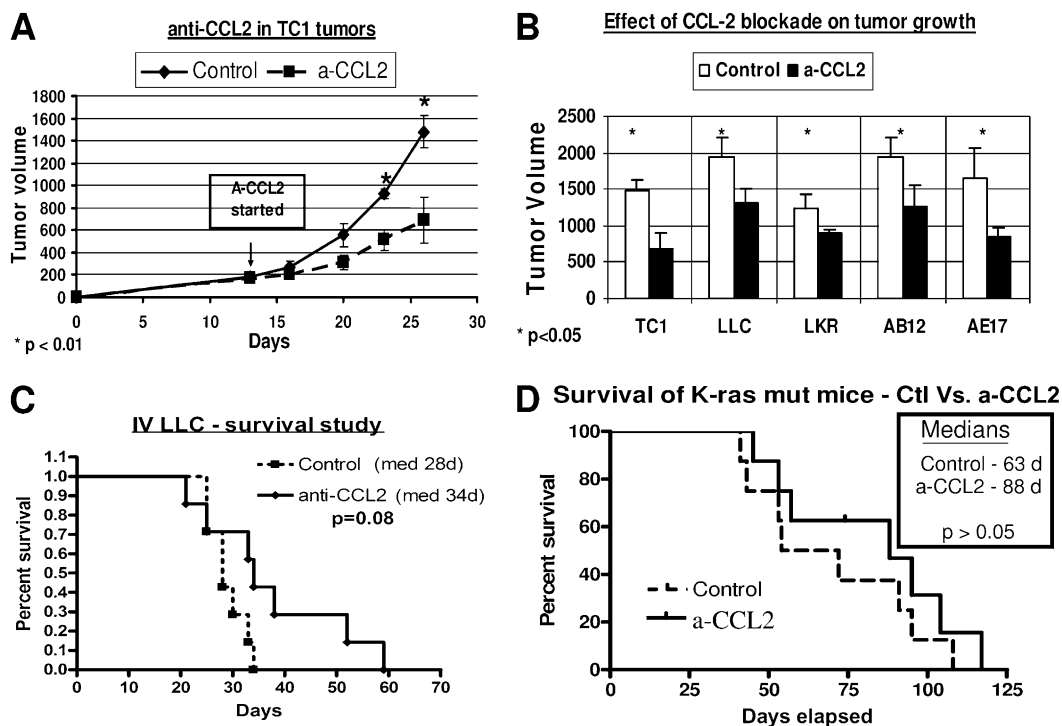 A
anti-CCL2 in TC1 tumors
Control a-CCL2
1800
1600
1400
1200
1000
800
600
400
200
0
Tumor volume
A-CCL2
started
*
*
0 5 10 15 20 25 30
Days
* p < 0.01
B
Effect of CCL-2 blockade on tumor growth
Control a-CCL2
2500
2000
1500
1000
500
0
Tumor Volume
* * * * *
TC1 LLC LKR AB12 AE17
* p<0.05
C
IV LLC - survival study
Control (med 28d)
anti-CCL2 (med 34d)
p=0.08
1.1
1.0
0.9
0.8
0.7
0.6
0.5
0.4
0.3
0.2
0.1
0.0
Percent survival
0 10 20 30 40 50 60 70
Days
D
Survival of K-ras mut mice - Ctl Vs. a-CCL2
Medians
Control - 63 d
a-CCL2 - 88 d
p > 0.05
100
80
60
40
20
0
Percent survival
Control
a-CCL2
0 25 50 75 100 125
Days elapsed